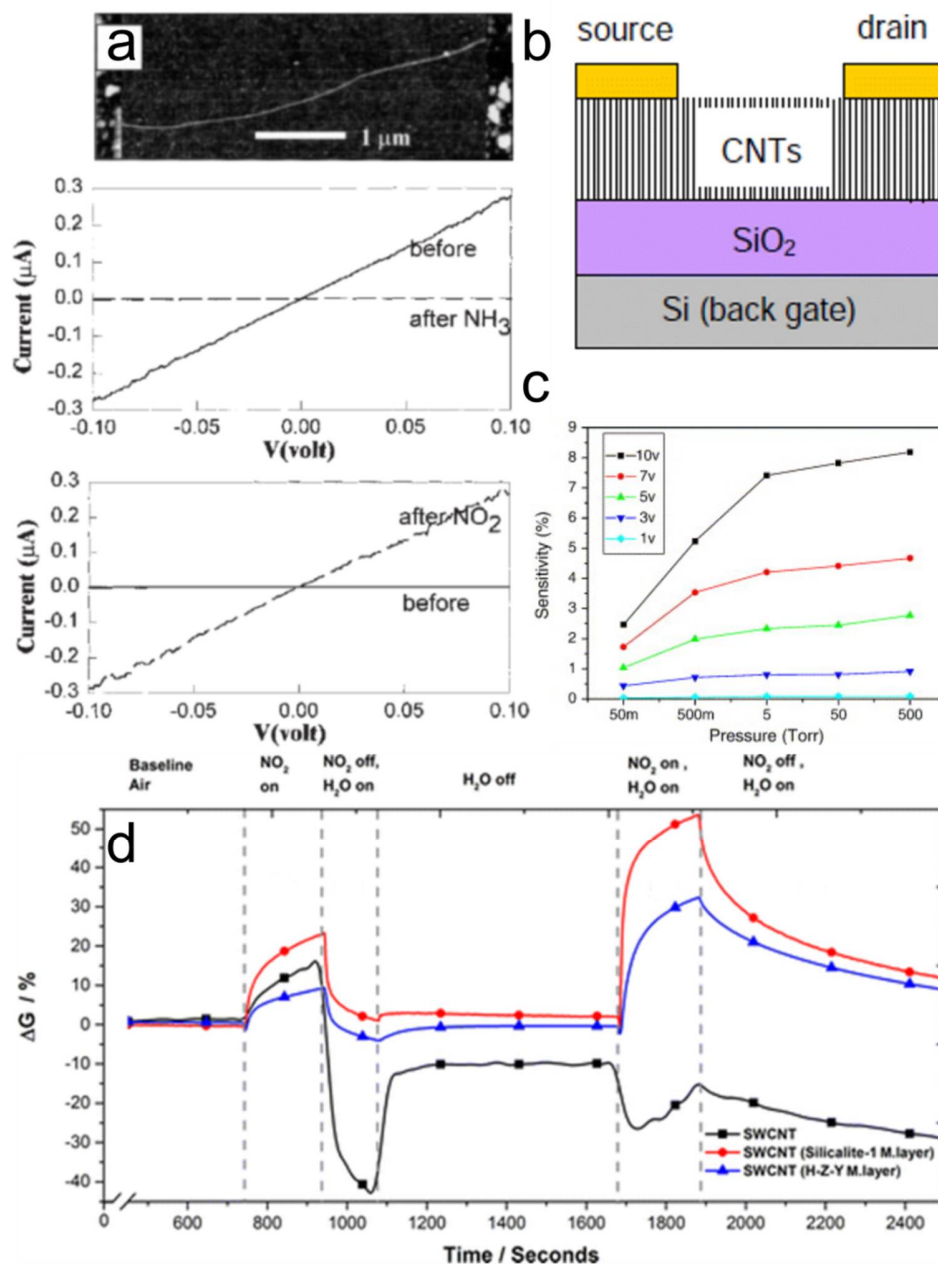 a
1 µm
0.3
0.2
0.1
0.0
-0.1
-0.2
-0.3
Current (µA)
before
after NH3
-0.10
-0.05
0.00
0.05
0.10
V(volt)
0.3
0.2
0.1
0.0
-0.1
-0.2
-0.3
Current (µA)
after NO2
before
-0.10
-0.05
0.00
0.05
0.10
V(volt)
b
source
drain
CNTs
SiO2
Si (back gate)
c
9
8
7
6
5
4
3
2
1
0
Sensitivity (%)
10v
7v
5v
3v
1v
50m
500m
5
50
500
Pressure (Torr)
Baseline
Air
NO2
on
NO2 off,
H2O on
H2O off
NO2 on ,
H2O on
NO2 off ,
H2O on
d
50
40
30
20
10
0
-10
-20
-30
-40
ΔG / %
SWCNT
SWCNT (Silicalite-1 M.layer)
SWCNT (H-Z-Y M.layer)
0
600
800
1000
1200
1400
1600
1800
2000
2200
2400
Time / Seconds